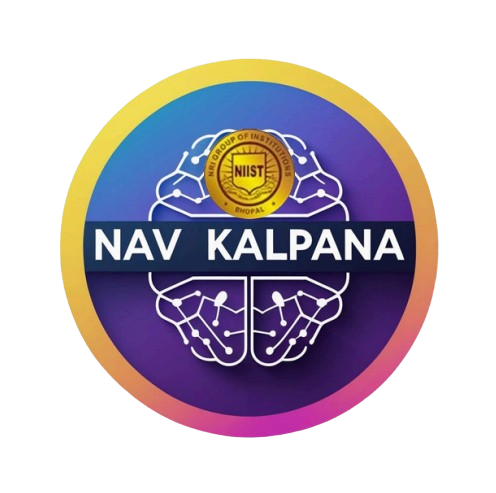 NRI GROUP OF INSTITUTIONS
NIIST
BHOPAL
NAV KALPANA